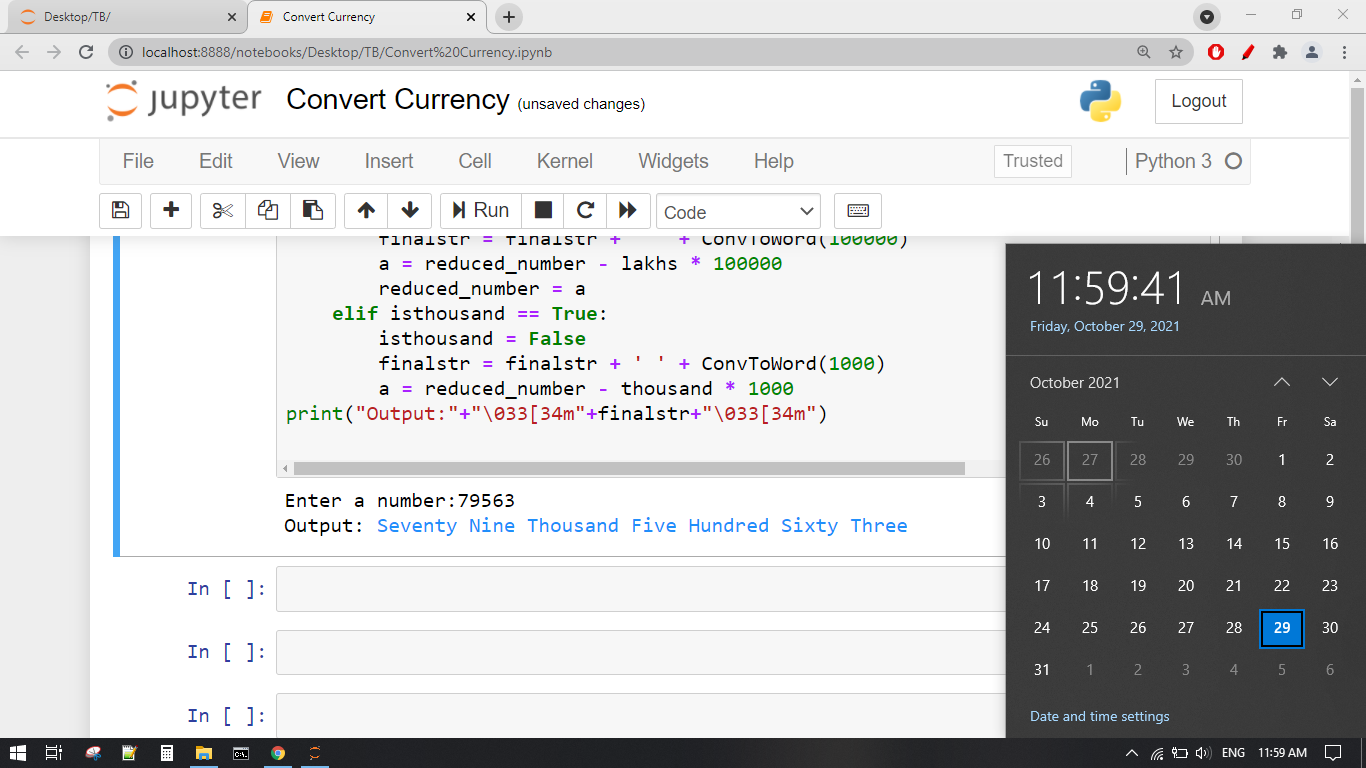 Desktop/TB/
Convert Currency
localhost:8888/notebooks/Desktop/TB/Convert%20Currency.ipynb
jupyter Convert Currency (unsaved changes)
Logout
File Edit View Insert Cell Kernel Widgets Help
Trusted
Python 3
Run
Code
finalstr = finalstr + + ConvToWord(100000)
a = reduced_number - lakhs * 100000
reduced_number = a
elif isthousand == True:
isthousand = False
finalstr = finalstr + ' ' + ConvToWord(1000)
a = reduced_number - thousand * 1000
print("Output:"+"\033[34m"+finalstr+"\033[34m")
Enter a number:79563
Output: Seventy Nine Thousand Five Hundred Sixty Three
In [ ]:
In [ ]:
In [ ]:
11:59:41 AM
Friday, October 29, 2021
October 2021
Su Mo Tu We Th Fr Sa
26 27 28 29 30 1 2
3 4 5 6 7 8 9
10 11 12 13 14 15 16
17 18 19 20 21 22 23
24 25 26 27 28 29 30
31 1 2 3 4 5 6
Date and time settings
ENG 11:59 AM